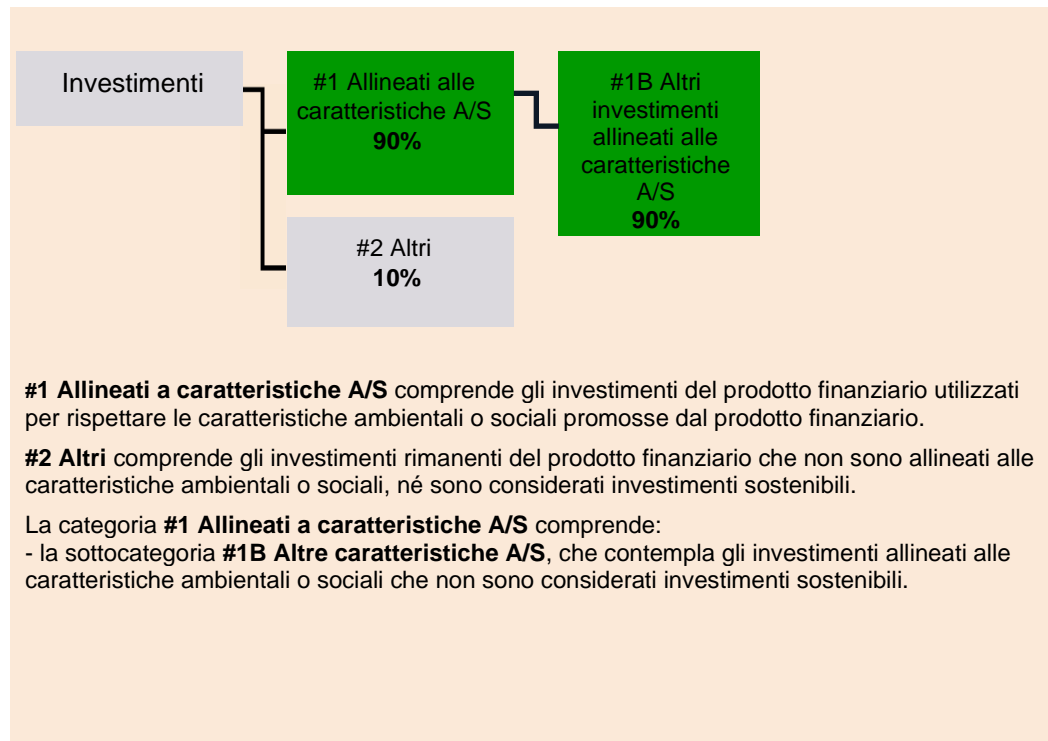 Investimenti
#1 Allineati alle
caratteristiche A/S
90%
#1B Altri
investimenti
allineati alle
caratteristiche
A/S
90%
#2 Altri
10%
#1 Allineati a caratteristiche A/S comprende gli investimenti del prodotto finanziario utilizzati
per rispettare le caratteristiche ambientali o sociali promosse dal prodotto finanziario.
#2 Altri comprende gli investimenti rimanenti del prodotto finanziario che non sono allineati alle
caratteristiche ambientali o sociali, né sono considerati investimenti sostenibili.
La categoria #1 Allineati a caratteristiche A/S comprende:
- la sottocategoria #1B Altre caratteristiche A/S, che contempla gli investimenti allineati alle
caratteristiche ambientali o sociali che non sono considerati investimenti sostenibili.